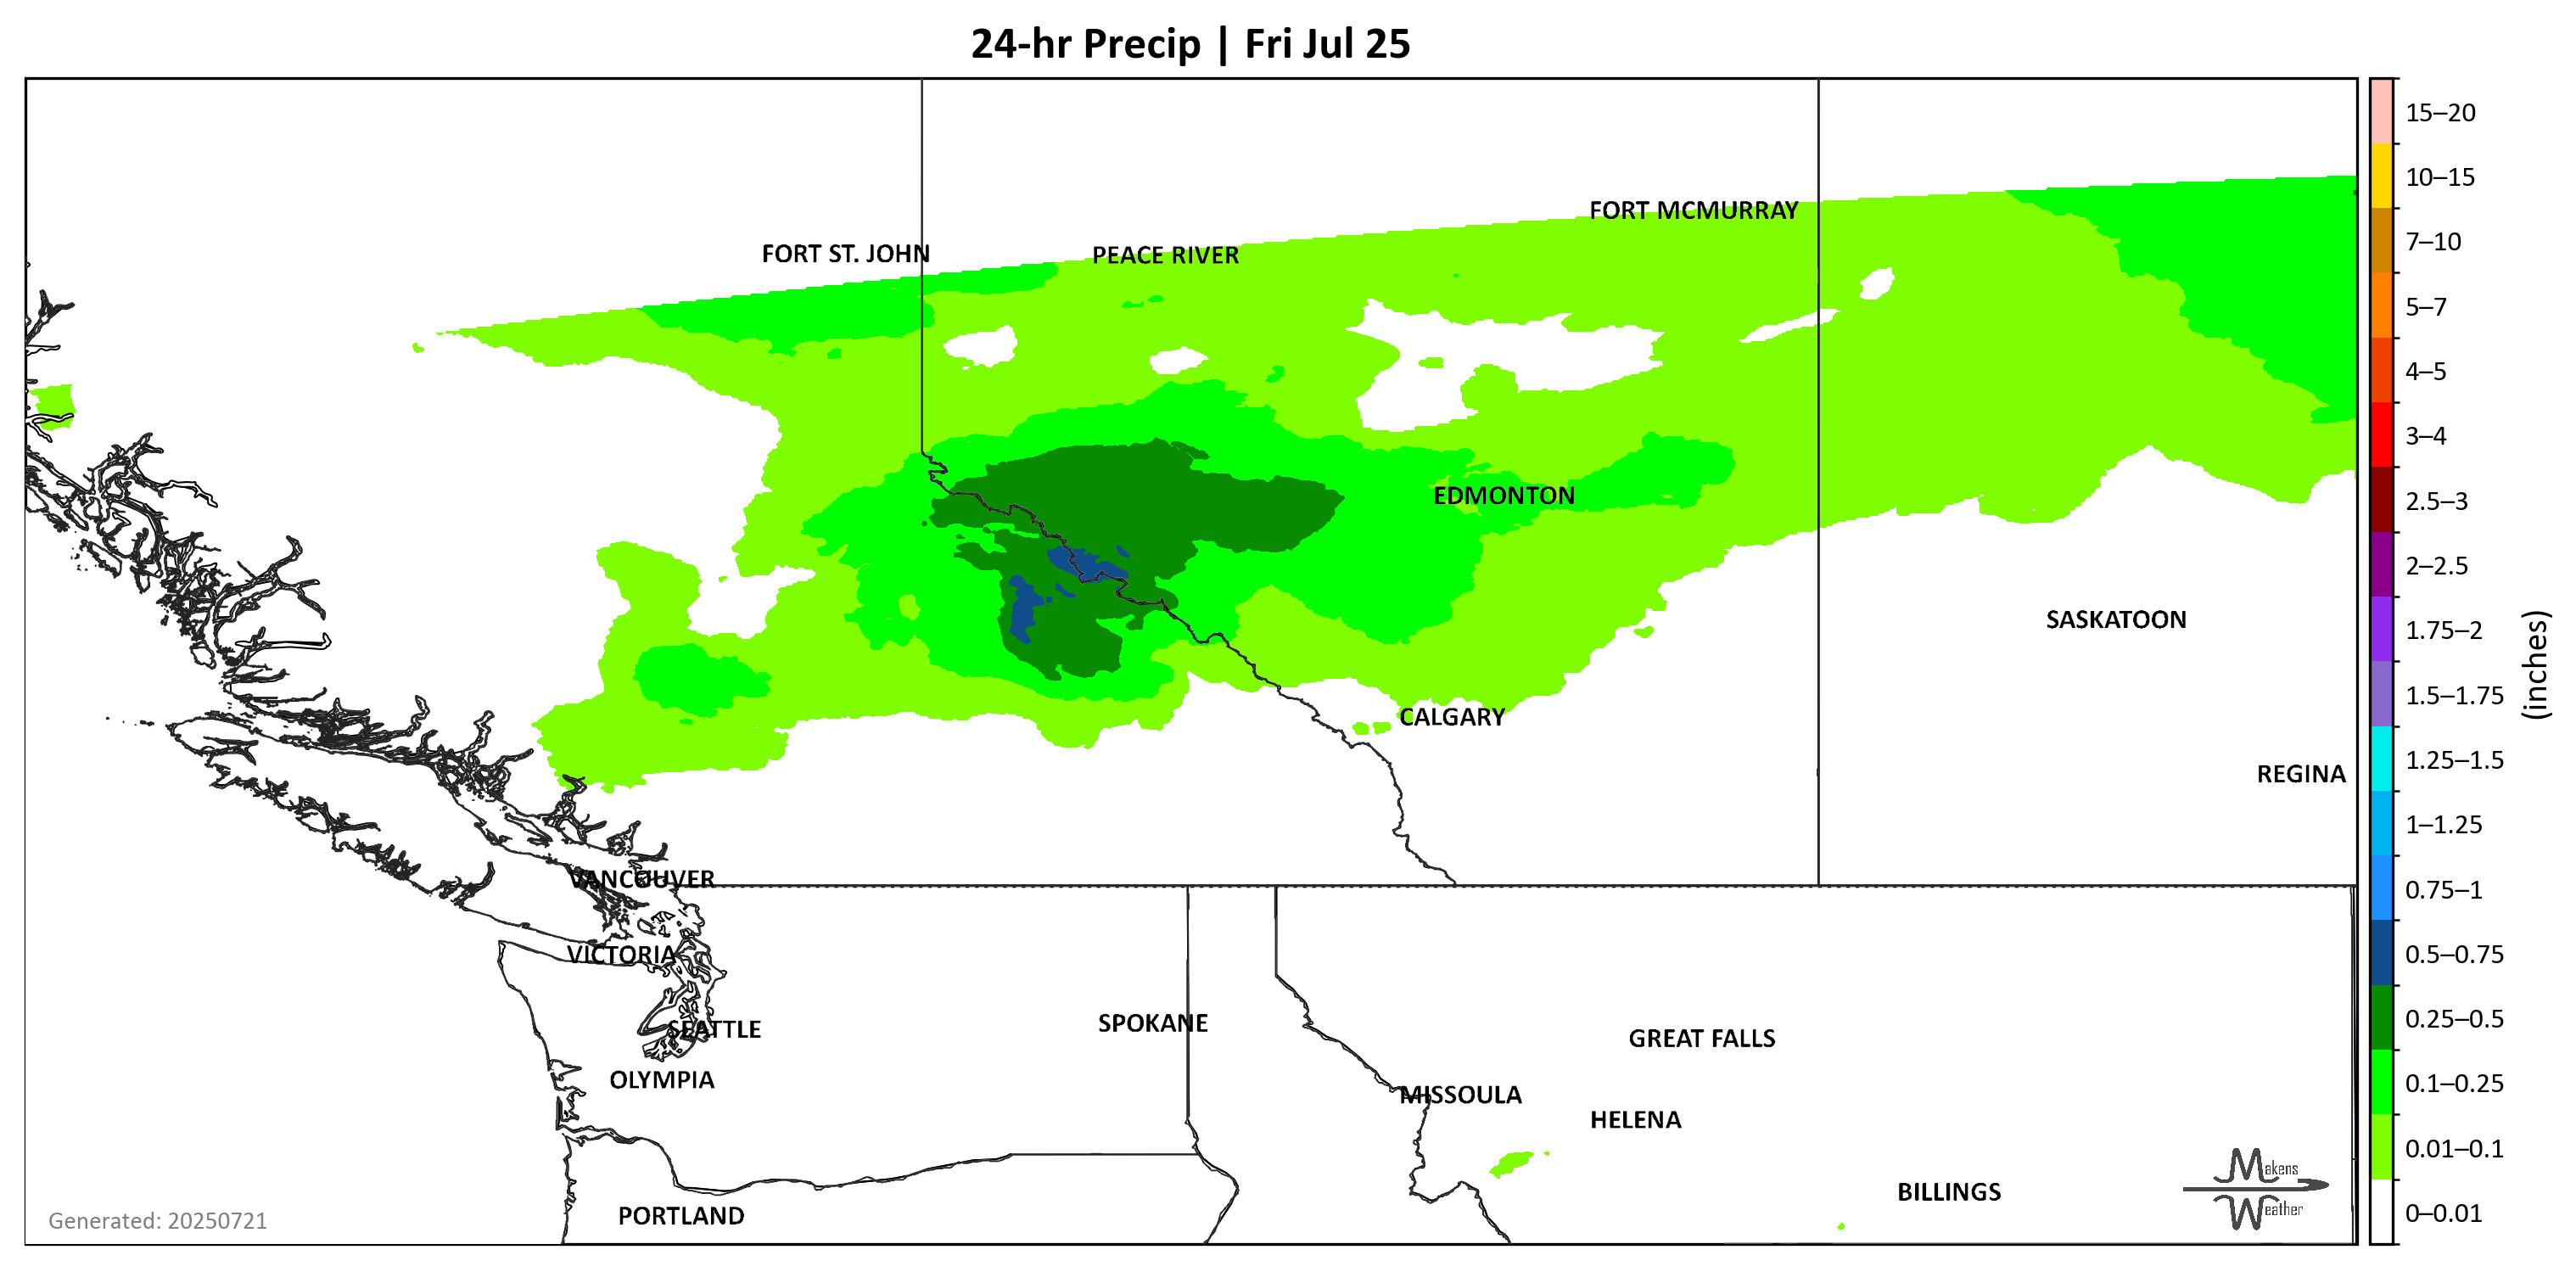 24-hr Precip | Fri Jul 25
FORT MCMURRAY
FORT ST. JOHN
PEACE RIVER
EDMONTON
SASKATOON
CALGARY
REGINA
VANCOUVER
VICTORIA
SPOKANE
SEATTLE
GREAT FALLS
OLYMPIA
MISSOULA
HELENA
BILLINGS
PORTLAND
Generated: 20250721
Makens
Weather
15–20
10–15
7–10
5–7
4–5
3–4
2.5–3
2–2.5
1.75–2
1.5–1.75
1.25–1.5
1–1.25
0.75–1
0.5–0.75
0.25–0.5
0.1–0.25
0.01–0.1
0–0.01
(inches)